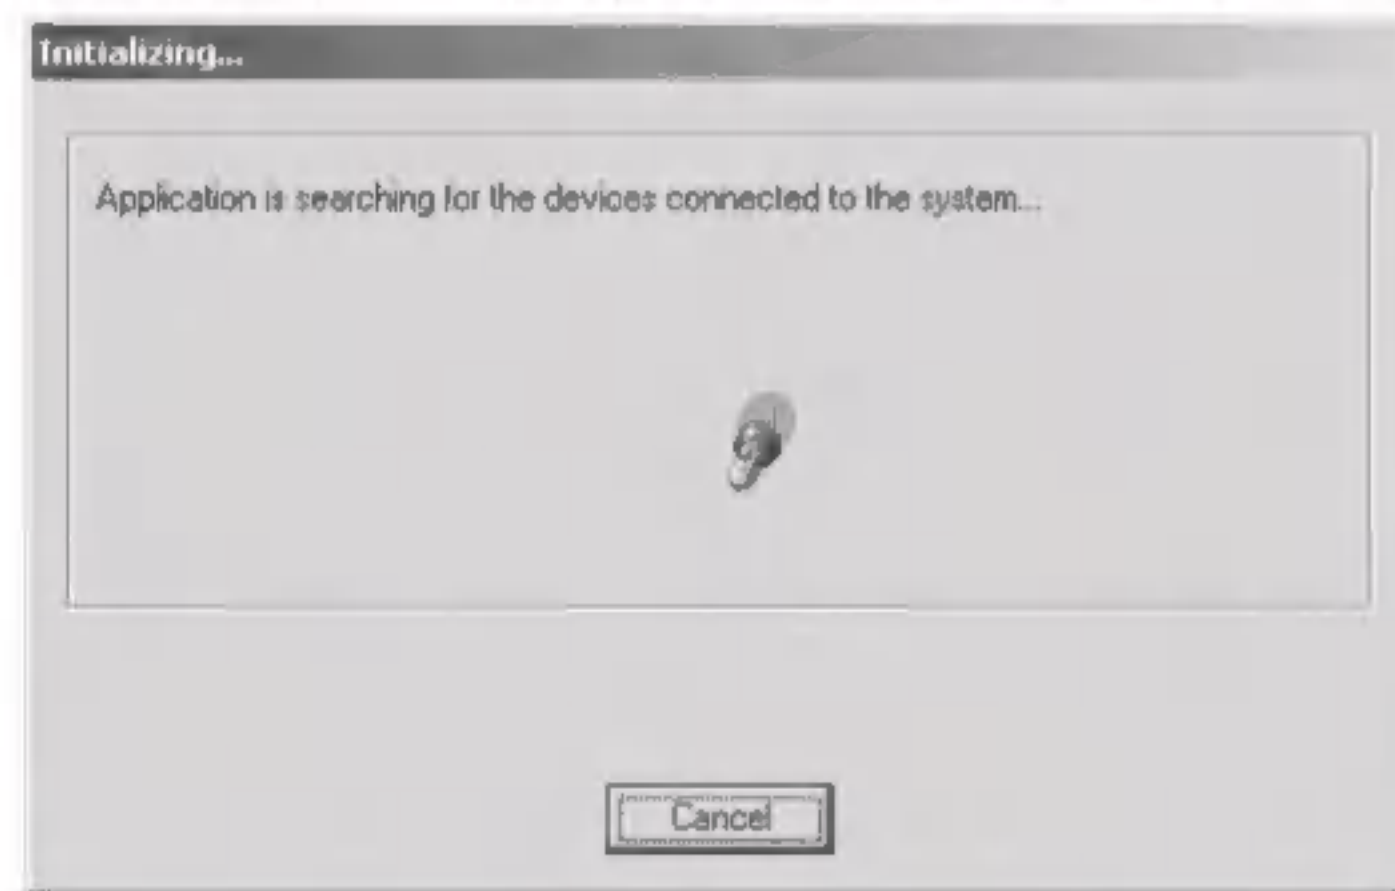 Initializing...
Application is searching for the devices connected to the system...
Cancel